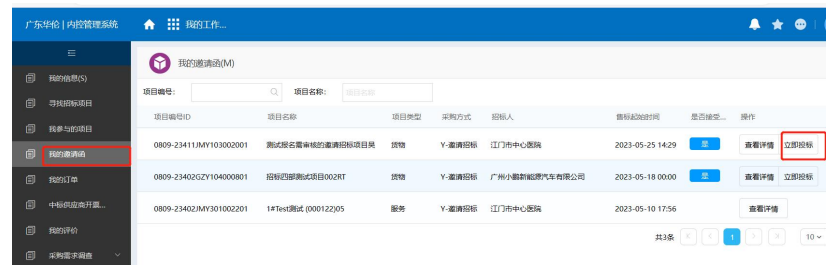 广东华伦 | 内控管理系统 我的工作...
我的信息(S)
寻找招标项目
我参与的项目
我的邀请函
我的订单
中标供应商开票...
我的评价
采购需求调查
我的邀请函(M)
项目编号: 项目名称: 项目名称
项目编号ID 项目名称 项目类型 采购方式 招标人 售标起始时间 是否接受... 操作
0809-23411JMY103002001 测试报名需审核的邀请招标项目吴 货物 Y-邀请招标 江门市中心医院 2023-05-25 14:29 是 查看详情 立即投标
0809-23402GZY104000801 招标四部测试项目002RT 货物 Y-邀请招标 广州小鹏新能源汽车有限公司 2023-05-18 00:00 是 查看详情 立即投标
0809-23402JMY301002201 1#Test测试 (000122)05 服务 Y-邀请招标 江门市中心医院 2023-05-10 17:56 查看详情
共3条 1 10